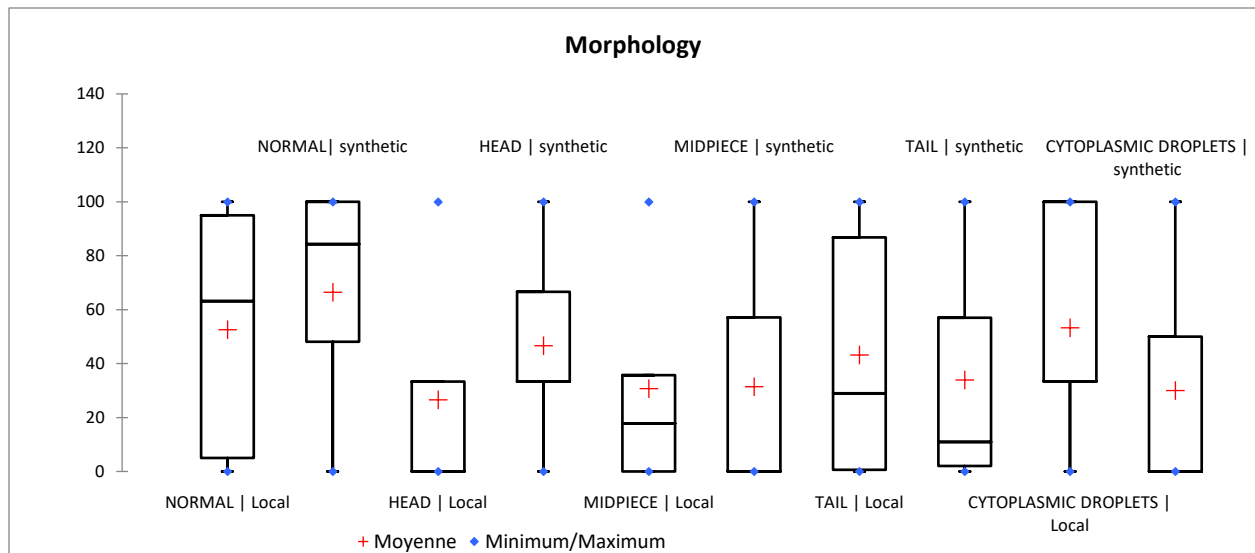 Morphology
140
120
NORMAL| synthetic HEAD | synthetic MIDPIECE | synthetic TAIL | synthetic CYTOPLASMIC DROPLETS |
synthetic
100
80
60
40
20
0
NORMAL | Local HEAD | Local MIDPIECE | Local TAIL | Local CYTOPLASMIC DROPLETS |
Local
Moyenne Minimum/Maximum